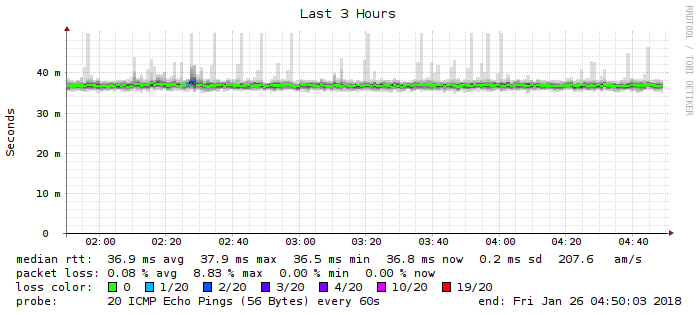 Last 3 Hours
RRDTOOL / TOBI OETIKER
Seconds
40 m
30 m
20 m
10 m
0
02:00 02:20 02:40 03:00 03:20 03:40 04:00 04:20 04:40
median rtt: 36.9 ms avg 37.9 ms max 36.5 ms min 36.8 ms now 0.2 ms sd 207.6 am/s
packet loss: 0.08 % avg 8.83 % max 0.00 % min 0.00 % now
loss color: 0 1/20 2/20 3/20 4/20 10/20 19/20
probe: 20 ICMP Echo Pings (56 Bytes) every 60s end: Fri Jan 26 04:50:03 2018